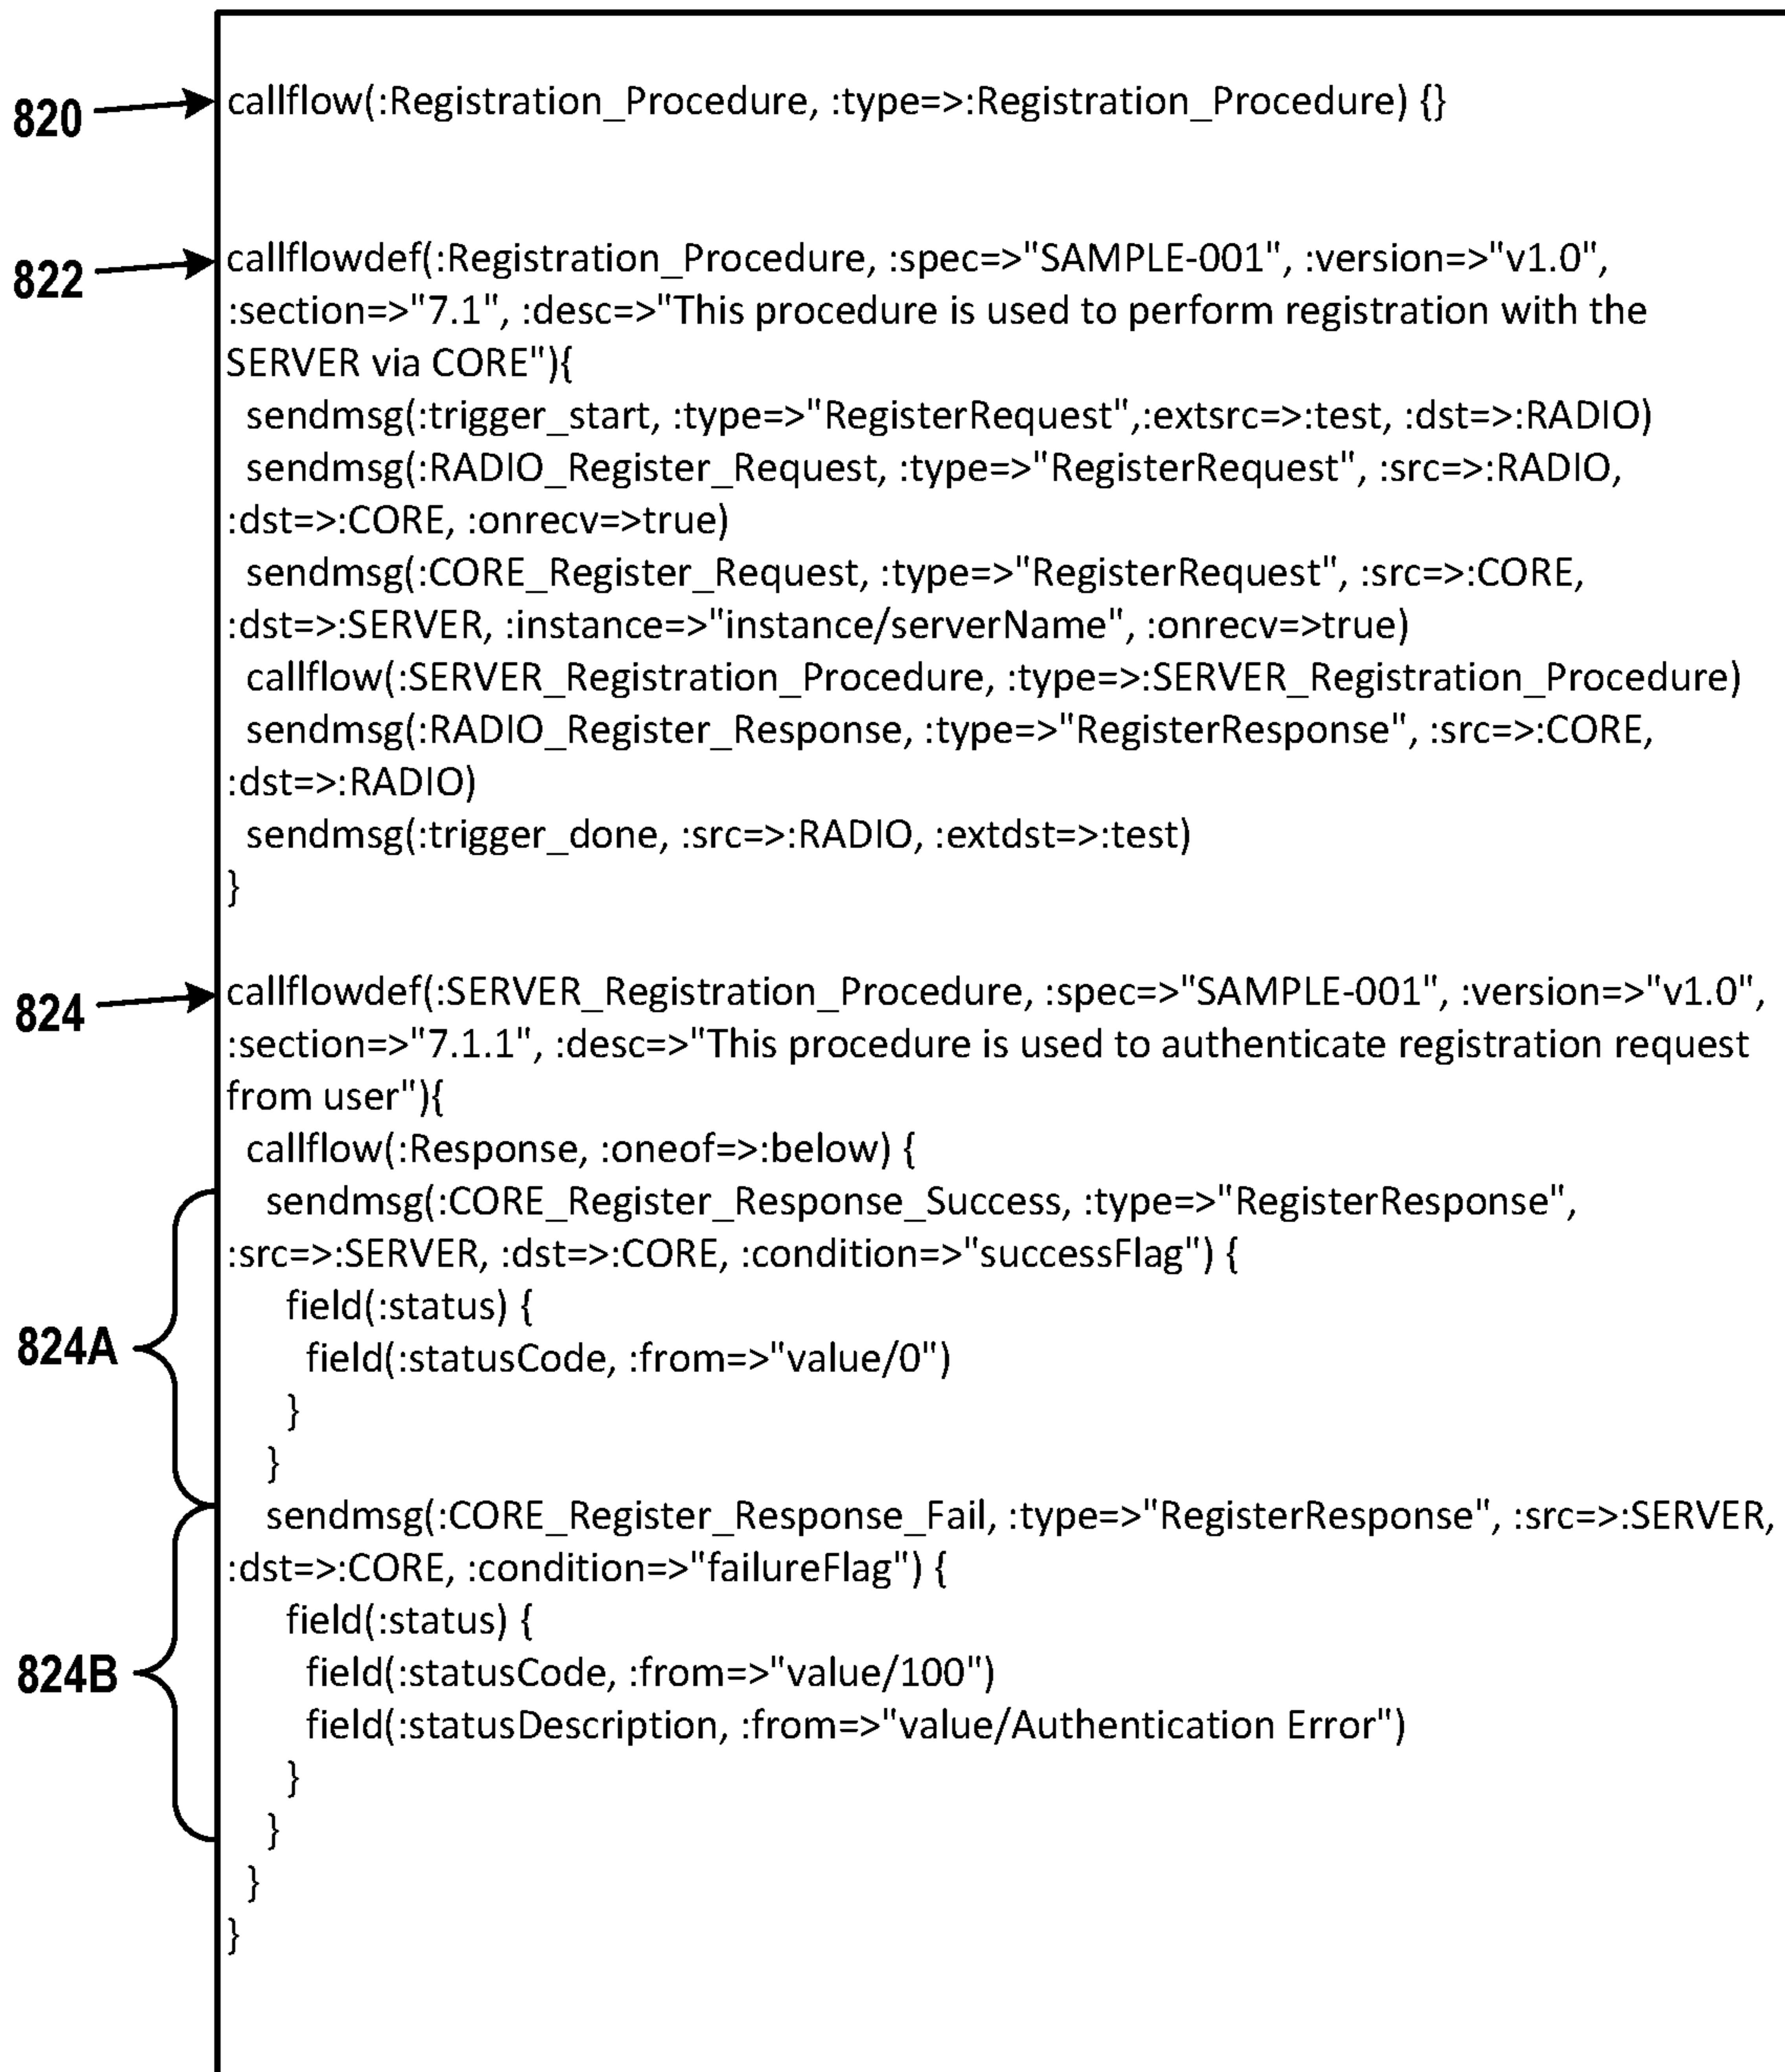 820
callflow(:Registration_Procedure, :type=>:Registration_Procedure) {}
822
callflowdef(:Registration_Procedure, :spec=>"SAMPLE-001", :version=>"v1.0",
:section=>"7.1", :desc=>"This procedure is used to perform registration with the
SERVER via CORE"){
sendmsg(:trigger_start, :type=>"RegisterRequest",:extsrc=>:test, :dst=>:RADIO)
sendmsg(:RADIO_Register_Request, :type=>"RegisterRequest", :src=>:RADIO,
:dst=>:CORE, :onrecv=>true)
sendmsg(:CORE_Register_Request, :type=>"RegisterRequest", :src=>:CORE,
:dst=>:SERVER, :instance=>"instance/serverName", :onrecv=>true)
callflow(:SERVER_Registration_Procedure, :type=>:SERVER_Registration_Procedure)
sendmsg(:RADIO_Register_Response, :type=>"RegisterResponse", :src=>:CORE,
:dst=>:RADIO)
sendmsg(:trigger_done, :src=>:RADIO, :extdst=>:test)
}
824
callflowdef(:SERVER_Registration_Procedure, :spec=>"SAMPLE-001", :version=>"v1.0",
:section=>"7.1.1", :desc=>"This procedure is used to authenticate registration request
from user"){
callflow(:Response, :oneof=>:below) {
sendmsg(:CORE_Register_Response_Success, :type=>"RegisterResponse",
:src=>:SERVER, :dst=>:CORE, :condition=>"successFlag") {
field(:status) {
824A
field(:statusCode, :from=>"value/0")
}
}
sendmsg(:CORE_Register_Response_Fail, :type=>"RegisterResponse", :src=>:SERVER,
:dst=>:CORE, :condition=>"failureFlag") {
field(:status) {
824B
field(:statusCode, :from=>"value/100")
field(:statusDescription, :from=>"value/Authentication Error")
}
}
}
}